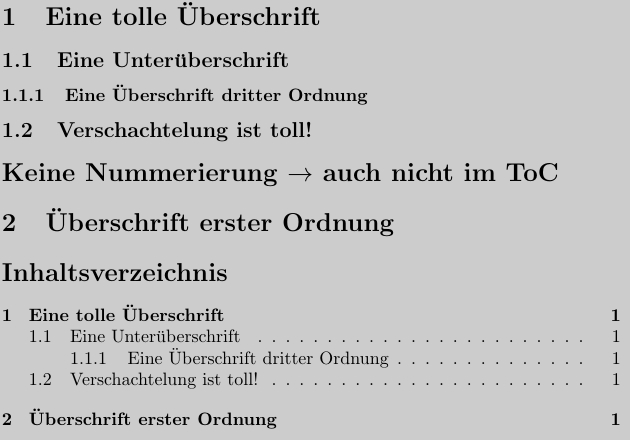 1 Eine tolle Überschrift
1.1 Eine Unterüberschrift
1.1.1 Eine Überschrift dritter Ordnung
1.2 Verschachtelung ist toll!
Keine Nummerierung → auch nicht im ToC
2 Überschrift erster Ordnung
Inhaltsverzeichnis
1 Eine tolle Überschrift 1
1.1 Eine Unterüberschrift . . . . . . . . . . . . . . . . . . . . . . . . 1
1.1.1 Eine Überschrift dritter Ordnung . . . . . . . . . . . . . . 1
1.2 Verschachtelung ist toll! . . . . . . . . . . . . . . . . . . . . . . . 1
2 Überschrift erster Ordnung 1